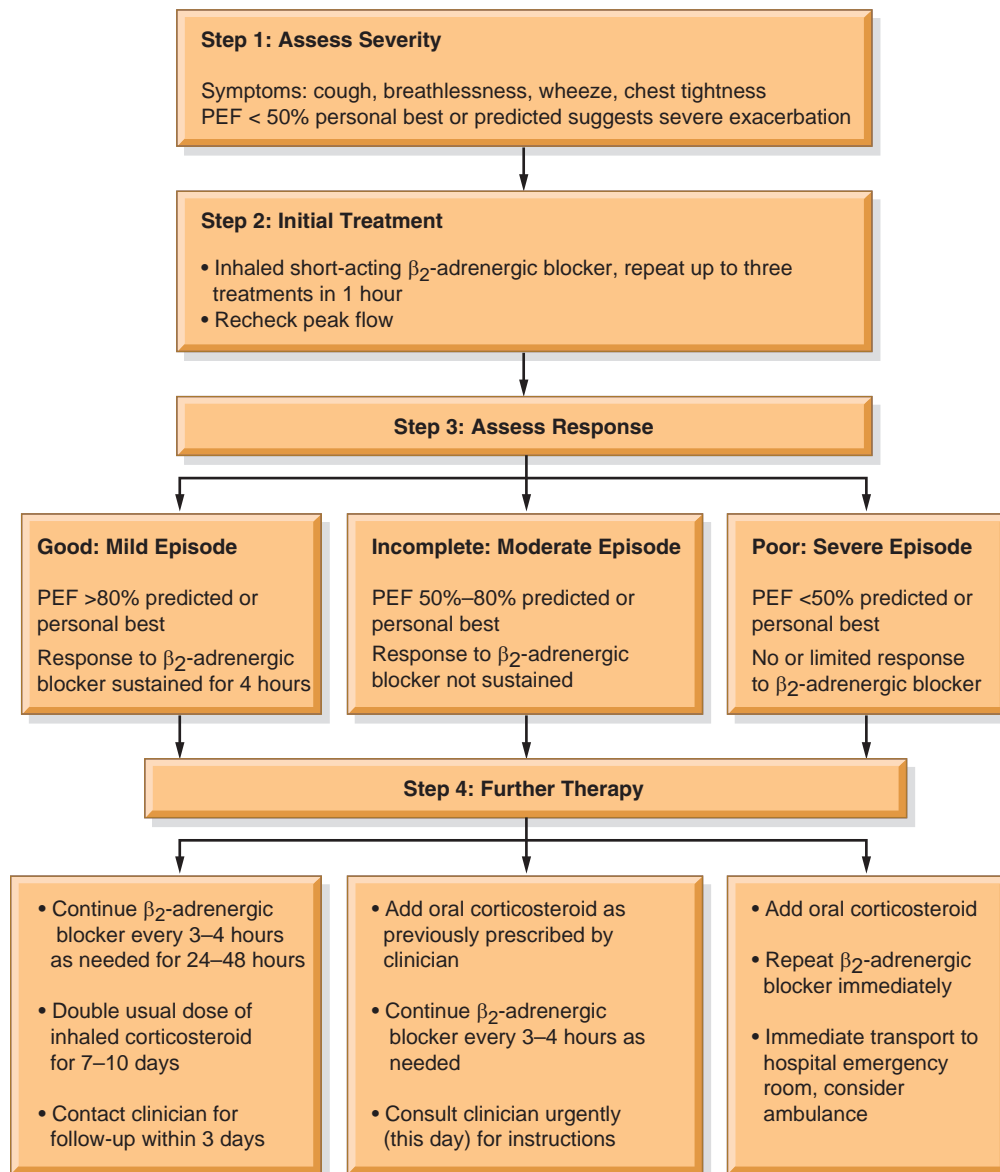 Step 1: Assess Severity
Symptoms: cough, breathlessness, wheeze, chest tightness
PEF < 50% personal best or predicted suggests severe exacerbation
Step 2: Initial Treatment
• Inhaled short-acting β2-adrenergic blocker, repeat up to three
treatments in 1 hour
• Recheck peak flow
Step 3: Assess Response
Good: Mild Episode
PEF >80% predicted or
personal best
Response to β2-adrenergic
blocker sustained for 4 hours
Incomplete: Moderate Episode
PEF 50%–80% predicted or
personal best
Response to β2-adrenergic
blocker not sustained
Poor: Severe Episode
PEF <50% predicted or
personal best
No or limited response
to β2-adrenergic blocker
Step 4: Further Therapy
• Continue β2-adrenergic
blocker every 3–4 hours
as needed for 24–48 hours
• Double usual dose of
inhaled corticosteroid
for 7–10 days
• Contact clinician for
follow-up within 3 days
• Add oral corticosteroid as
previously prescribed by
clinician
• Continue β2-adrenergic
blocker every 3–4 hours as
needed
• Consult clinician urgently
(this day) for instructions
• Add oral corticosteroid
• Repeat β2-adrenergic
blocker immediately
• Immediate transport to
hospital emergency
room, consider
ambulance